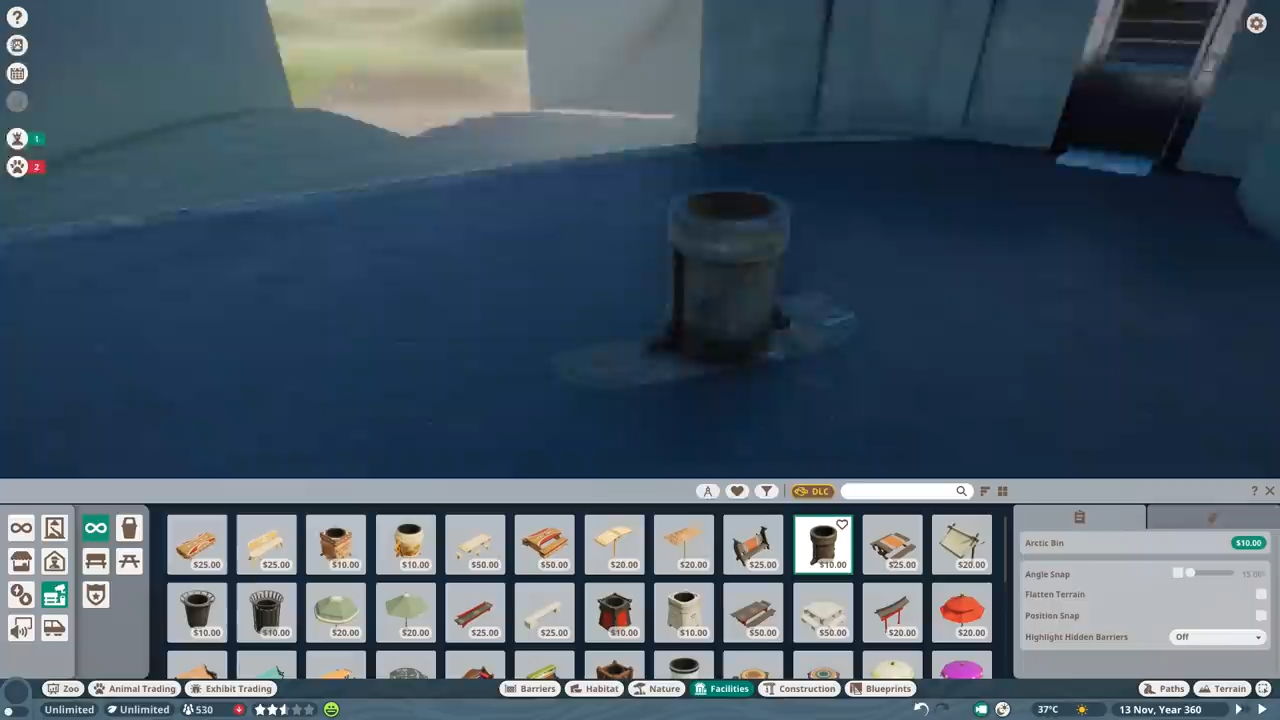 ?
1
2
DLC
? ×
$25.00 $25.00 $10.00 $10.00 $50.00 $50.00 $20.00 $20.00 $25.00 $10.00 $25.00 $20.00
$10.00 $10.00 $20.00 $20.00 $25.00 $25.00 $10.00 $10.00 $50.00 $50.00 $20.00 $20.00
Arctic Bin $10.00
Angle Snap 15.00°
Flatten Terrain
Position Snap
Highlight Hidden Barriers Off
Zoo Animal Trading Exhibit Trading Barriers Habitat Nature Facilities Construction Blueprints Paths Terrain
Unlimited Unlimited 530 37°C 13 Nov, Year 360